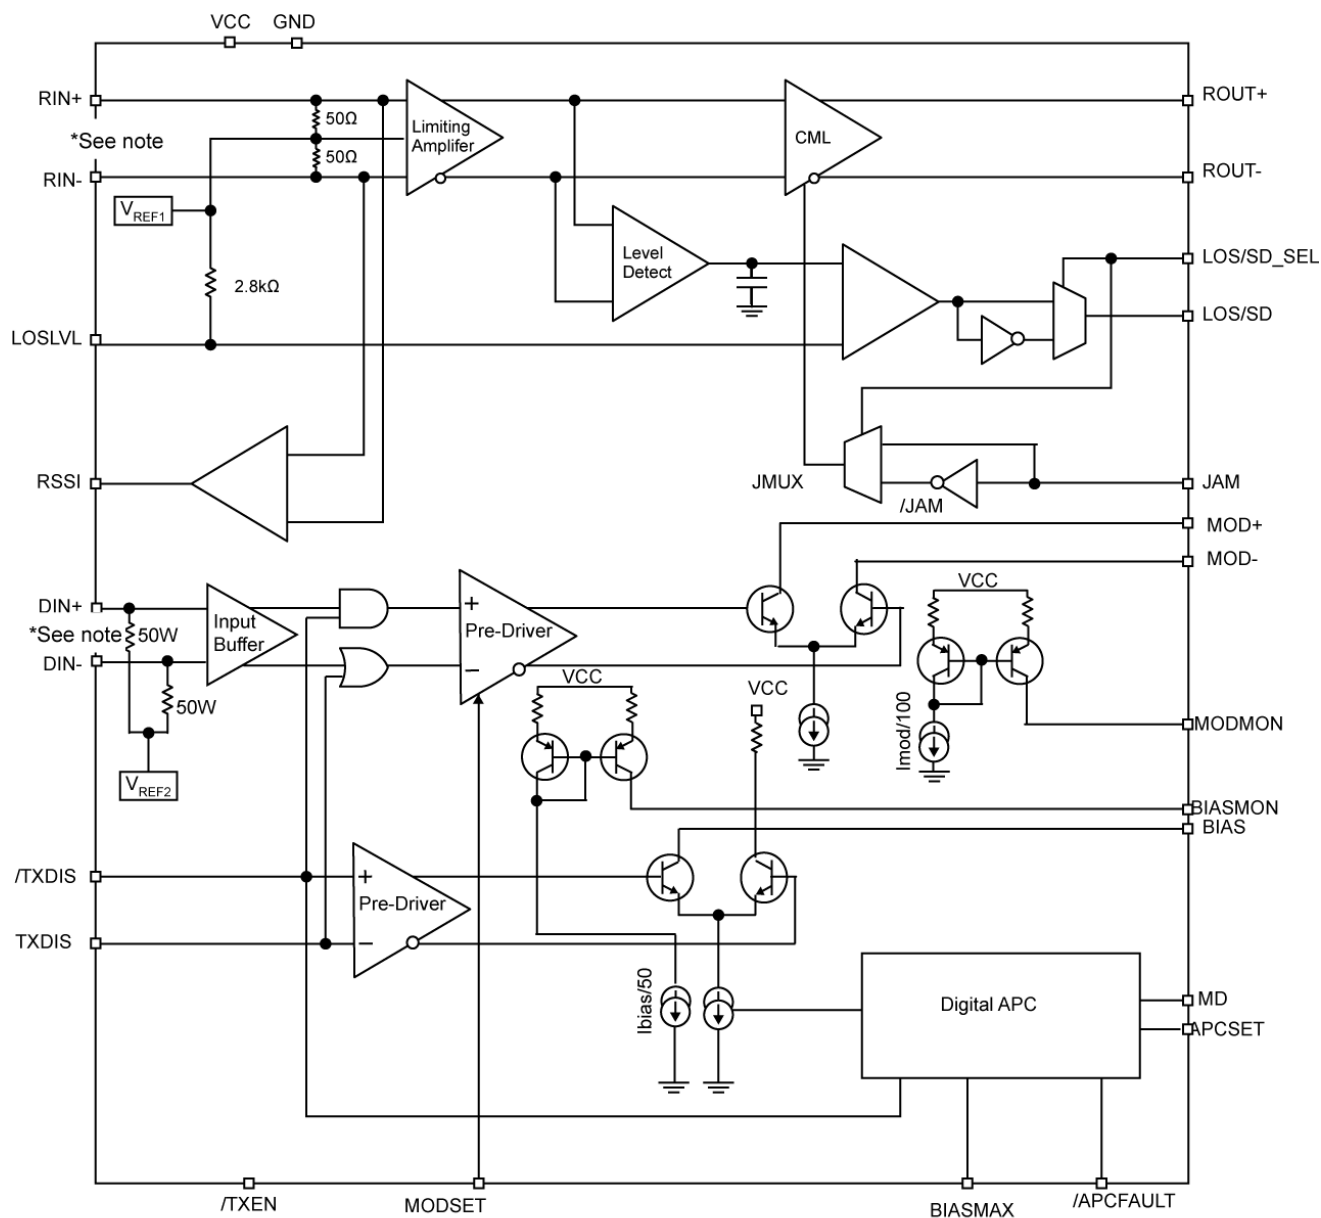 VCC GND
RIN+
50Ω
Limiting
Amplifer
CML
ROUT+
*See note
50Ω
RIN-
ROUT-
VREF1
Level
Detect
LOS/SD_SEL
2.8kΩ
LOS/SD
LOSLVL
RSSI
JMUX
/JAM
JAM
MOD+
MOD-
VCC
DIN+
Input
Buffer
+
Pre-Driver
−
*See note
50W
DIN-
50W
VCC
VCC
Imod/100
MODMON
VREF2
BIASMON
BIAS
/TXDIS
+
Pre-Driver
−
TXDIS
Ibias/50
Digital APC
MD
APCSET
/TXEN
MODSET
BIASMAX
/APCFAULT